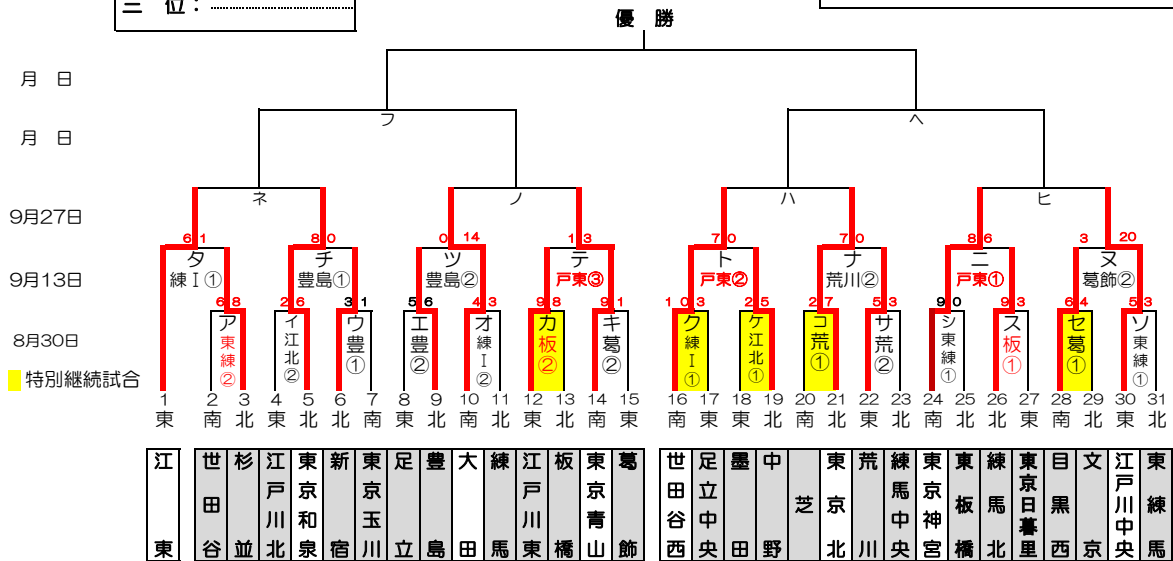 三 位：
優 勝
月 日
フ
ヘ
月 日
ネ
ノ
ハ
ヒ
9月27日
6 1
8 0
0 14
1 3
7 0
7 0
8 6
3 20
タ
チ
ツ
テ
ト
ナ
ニ
ヌ
練Ⅰ①
豊島①
豊島②
戸東③
戸東②
荒川②
戸東①
葛飾②
9月13日
6 8
2 6
3 1
5 6
4 3
9 8
9 1
1 0 3
2 5
2 7
5 3
9 0
9 3
6 4
5 3
8月30日
ア東練②
イ江北②
ウ豊①
エ豊②
オ練Ⅰ②
カ板②
キ葛②
ク練Ⅰ①
ケ江北①
コ荒①
サ荒②
シ東練①
ス板①
セ葛①
ソ東練①
特別継続試合
1 2 3 4 5 6 7 8 9 10 11 12 13 14 15 16 17 18 19 20 21 22 23 24 25 26 27 28 29 30 31
東 南 北 東 北 北 南 東 北 南 北 東 北 南 東 南 東 東 北 南 北 東 北 南 北 北 東 南 北 東 北
江東
世田谷
杉並
江戸川北
東京和泉
新宿
東京玉川
足立
豊島
大田
練馬
江戸川東
板橋
東京青山
葛飾
世田谷西
足立中央
墨田
中野
芝
東京北
荒川
練馬中央
東京神宮
東板橋
練馬北
東京日暮里
目黒西
文京
江戸川中央
東練馬